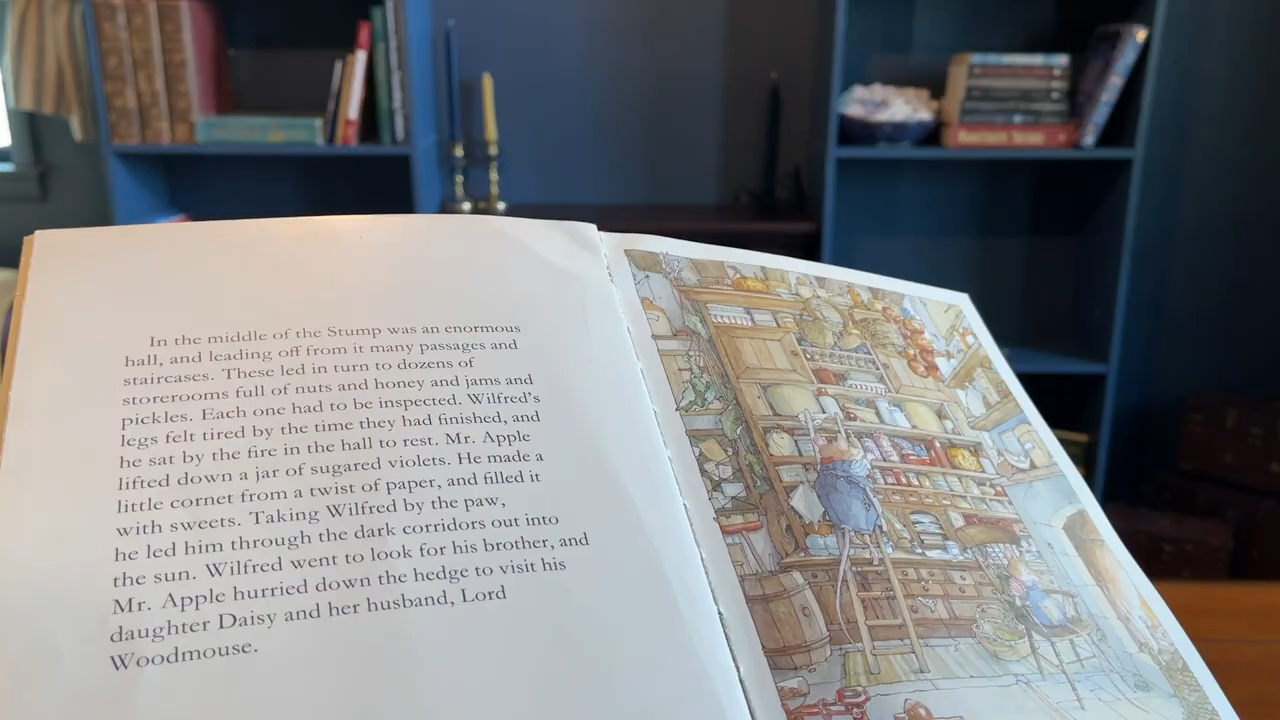 In the middle of the Stump was an enormous
hall, and leading off from it many passages and
staircases. These led in turn to dozens of
storerooms full of nuts and honey and jams and
pickles. Each one had to be inspected. Wilfred's
legs felt tired by the time they had finished, and
he sat by the fire in the hall to rest. Mr. Apple
lifted down a jar of sugared violets. He made a
little cornet from a twist of paper, and filled it
with sweets. Taking Wilfred by the paw,
he led him through the dark corridors out into
the sun. Wilfred went to look for his brother, and
Mr. Apple hurried down the hedge to visit his
daughter Daisy and her husband, Lord
Woodmouse.